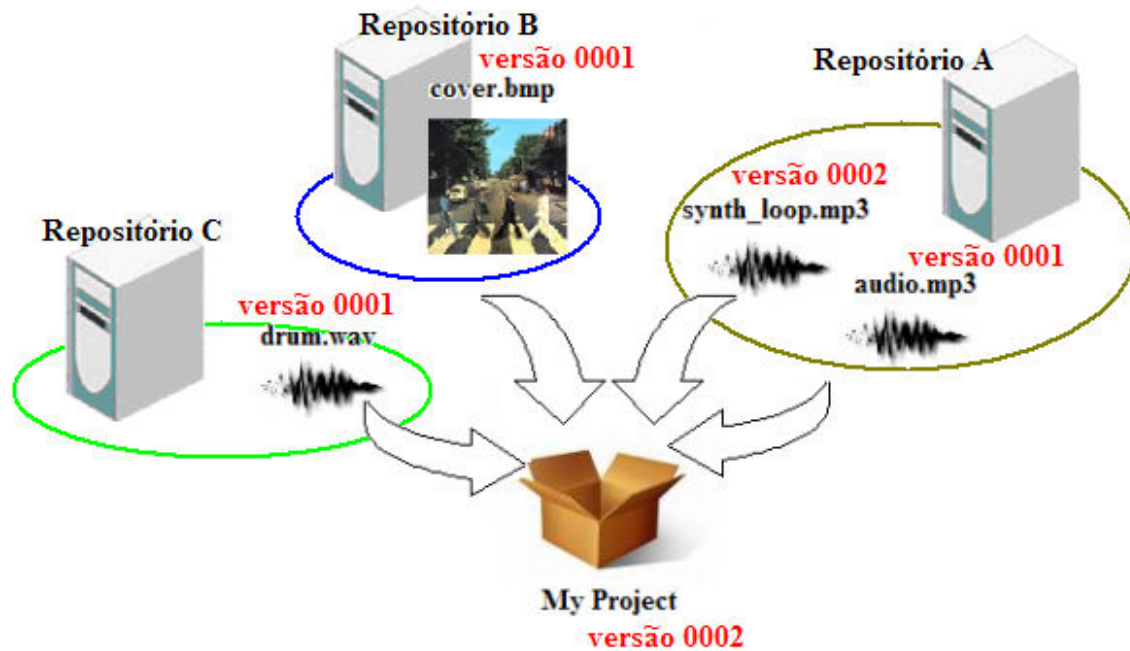 Repositório B
versão 0001
cover.bmp
Repositório A
versão 0002
synth_loop.mp3
versão 0001
audio.mp3
Repositório C
versão 0001
drum.wav
My Project
versão 0002